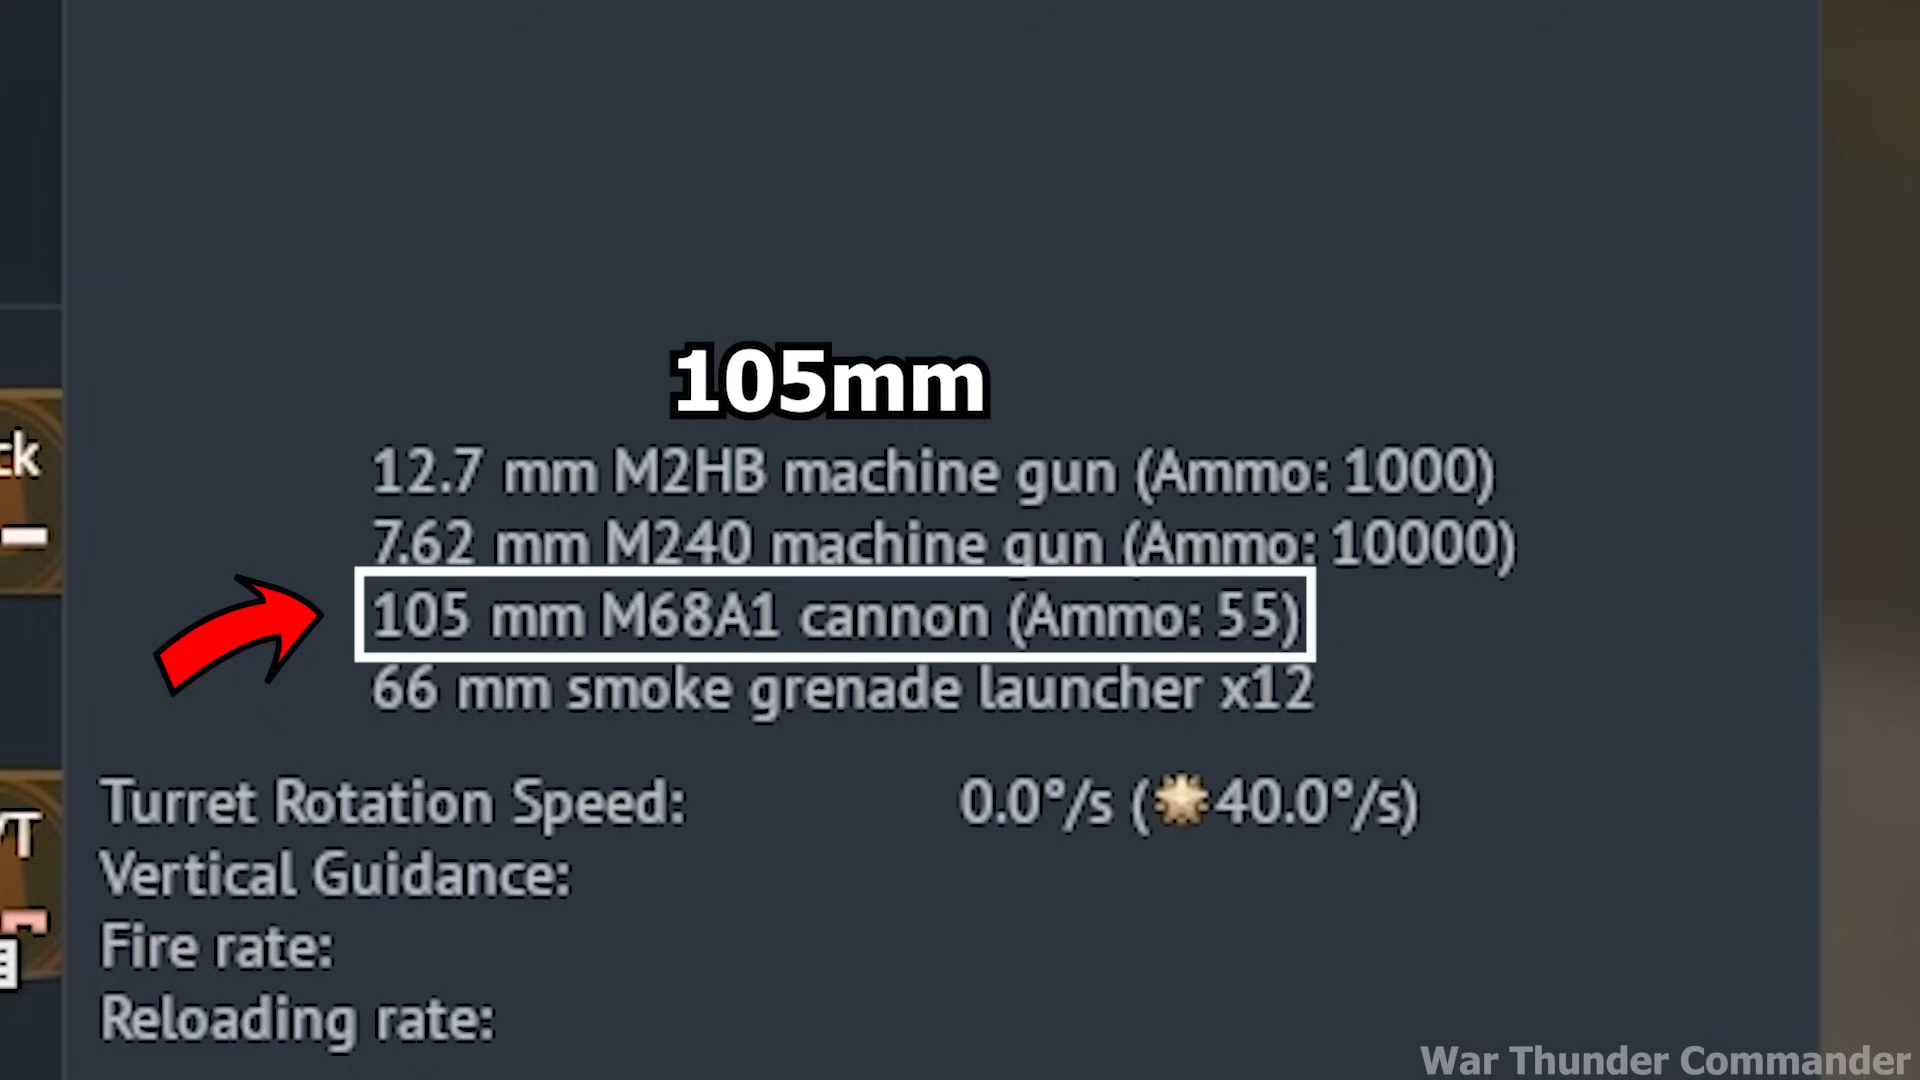 105mm
12.7 mm M2HB machine gun (Ammo: 1000)
7.62 mm M240 machine gun (Ammo: 10000)
105 mm M68A1 cannon (Ammo: 55)
66 mm smoke grenade launcher x12
ck
Turret Rotation Speed: 0.0°/s (40.0°/s)
Vertical Guidance:
Fire rate:
Reloading rate:
War Thunder Commander